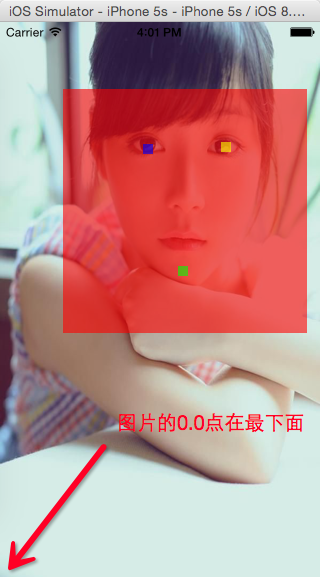 iOS Simulator - iPhone 5s - iPhone 5s / iOS 8....
Carrier 4:01 PM
图片的0.0点在最下面